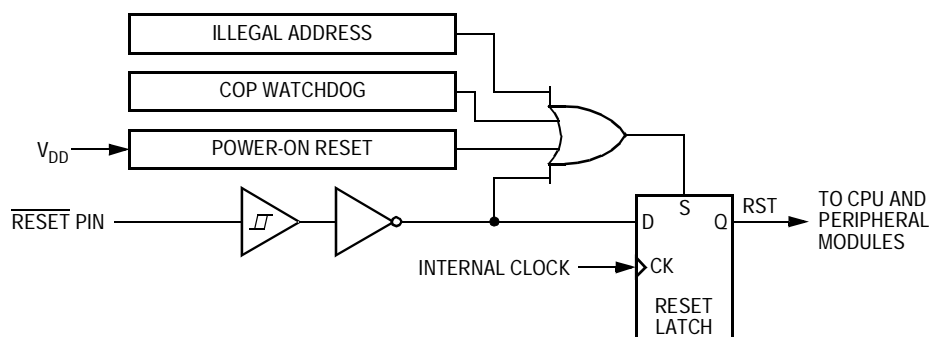 ILLEGAL ADDRESS
COP WATCHDOG
V_DD
POWER-ON RESET
RESET PIN
D
S
Q
RST
TO CPU AND
PERIPHERAL
MODULES
INTERNAL CLOCK
CK
RESET
LATCH